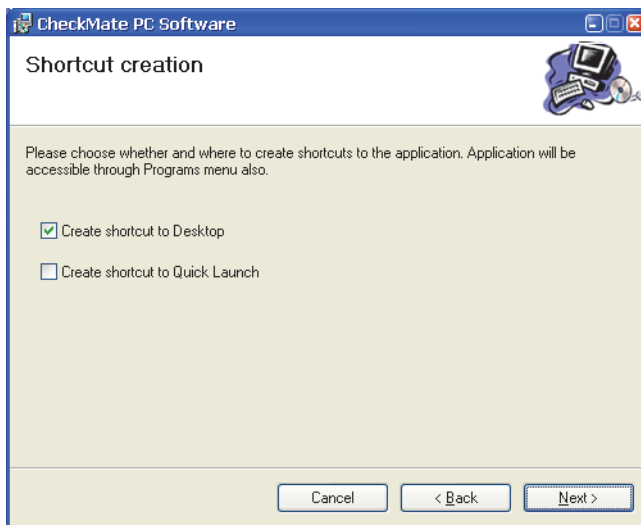 CheckMate PC Software
Shortcut creation
Please choose whether and where to create shortcuts to the application. Application will be
accessible through Programs menu also.
Create shortcut to Desktop
Create shortcut to Quick Launch
Cancel
< Back
Next >